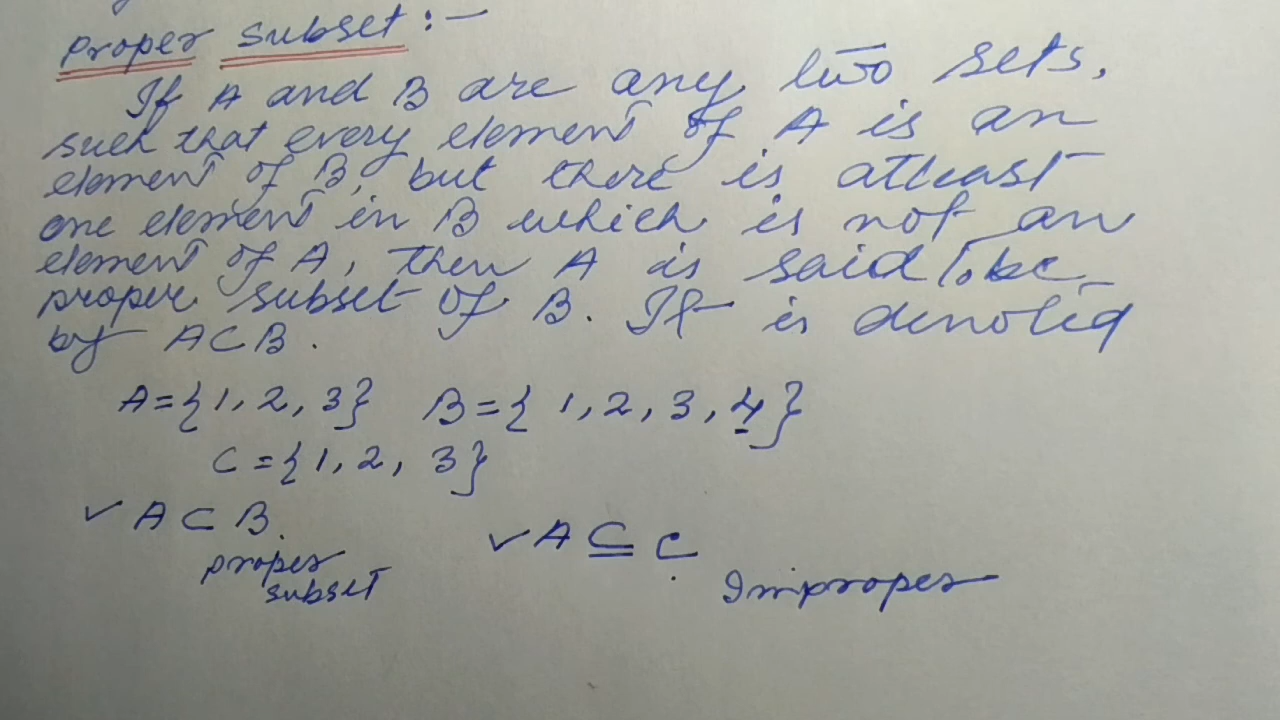 Proper subset :-
If A and B are any two sets,
such that every element of A is an
element of B, but there is atleast
one element in B which is not an
element of A, then A is said to be
proper subset of B. It is denoted
by A⊂B.
A={1, 2, 3} B={ 1, 2, 3, 4}
C={1, 2, 3}
✓ A ⊂ B.
proper
subset
✓ A ⊆ C
Improper